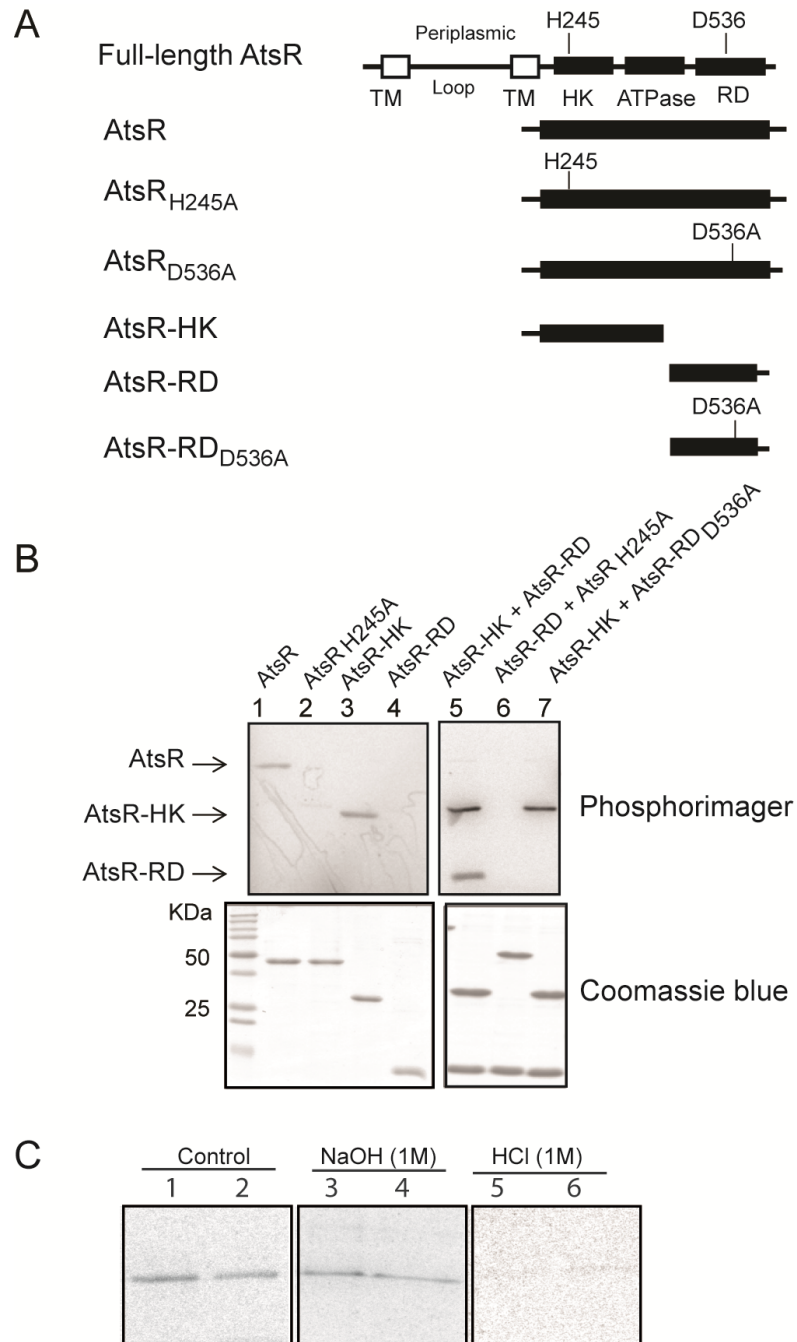 A
H245 D536
Periplasmic
Full-length AtsR
Loop
TM TM HK ATPase RD
AtsR
H245
AtsR H245A
D536A
AtsR D536A
AtsR-HK
AtsR-RD
D536A
AtsR-RD D536A
B
AtsR
AtsR H245A
AtsR-HK
AtsR-RD
AtsR-HK + AtsR-RD
AtsR-RD + AtsR H245A
AtsR-HK + AtsR-RD D536A
1 2 3 4 5 6 7
AtsR
AtsR-HK
Phosphorimager
AtsR-RD
KDa
50
Coomassie blue
25
C
Control NaOH (1M) HCl (1M)
1 2 3 4 5 6